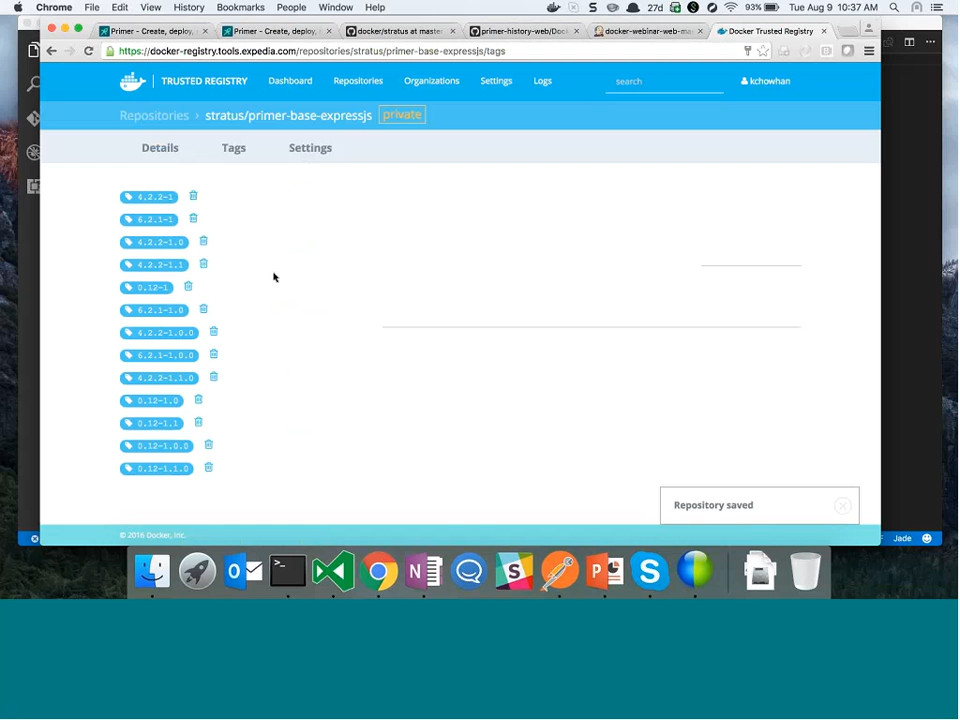 Chrome File Edit View History Bookmarks People Window Help 27d 93% Tue Aug 9 10:37 AM
Primer - Create, deploy, Primer - Create, deploy, docker/stratus at master primer-history-web/Doc docker-webinar-web-mas Docker Trusted Registry
https://docker-registry.tools.expedia.com/repositories/stratus/primer-base-expressjs/tags
TRUSTED REGISTRY Dashboard Repositories Organizations Settings Logs search kchowhan
Repositories › stratus/primer-base-expressjs private
Details Tags Settings
4.2.2-1
6.2.1-1
4.2.2-1.0
4.2.2-1.1
0.12-1
6.2.1-1.0
4.2.2-1.0.0
6.2.1-1.0.0
4.2.2-1.1.0
0.12-1.0
0.12-1.1
0.12-1.0.0
0.12-1.1.0
Repository saved
© 2016 Docker, Inc.
Jade